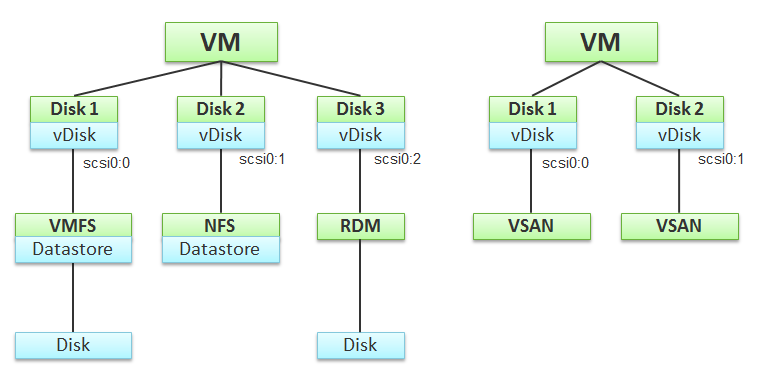 VM
Disk 1
vDisk
scsi0:0
Disk 2
vDisk
scsi0:1
Disk 3
vDisk
scsi0:2
VMFS
Datastore
NFS
Datastore
RDM
Disk
Disk
VM
Disk 1
vDisk
scsi0:0
Disk 2
vDisk
scsi0:1
VSAN
VSAN